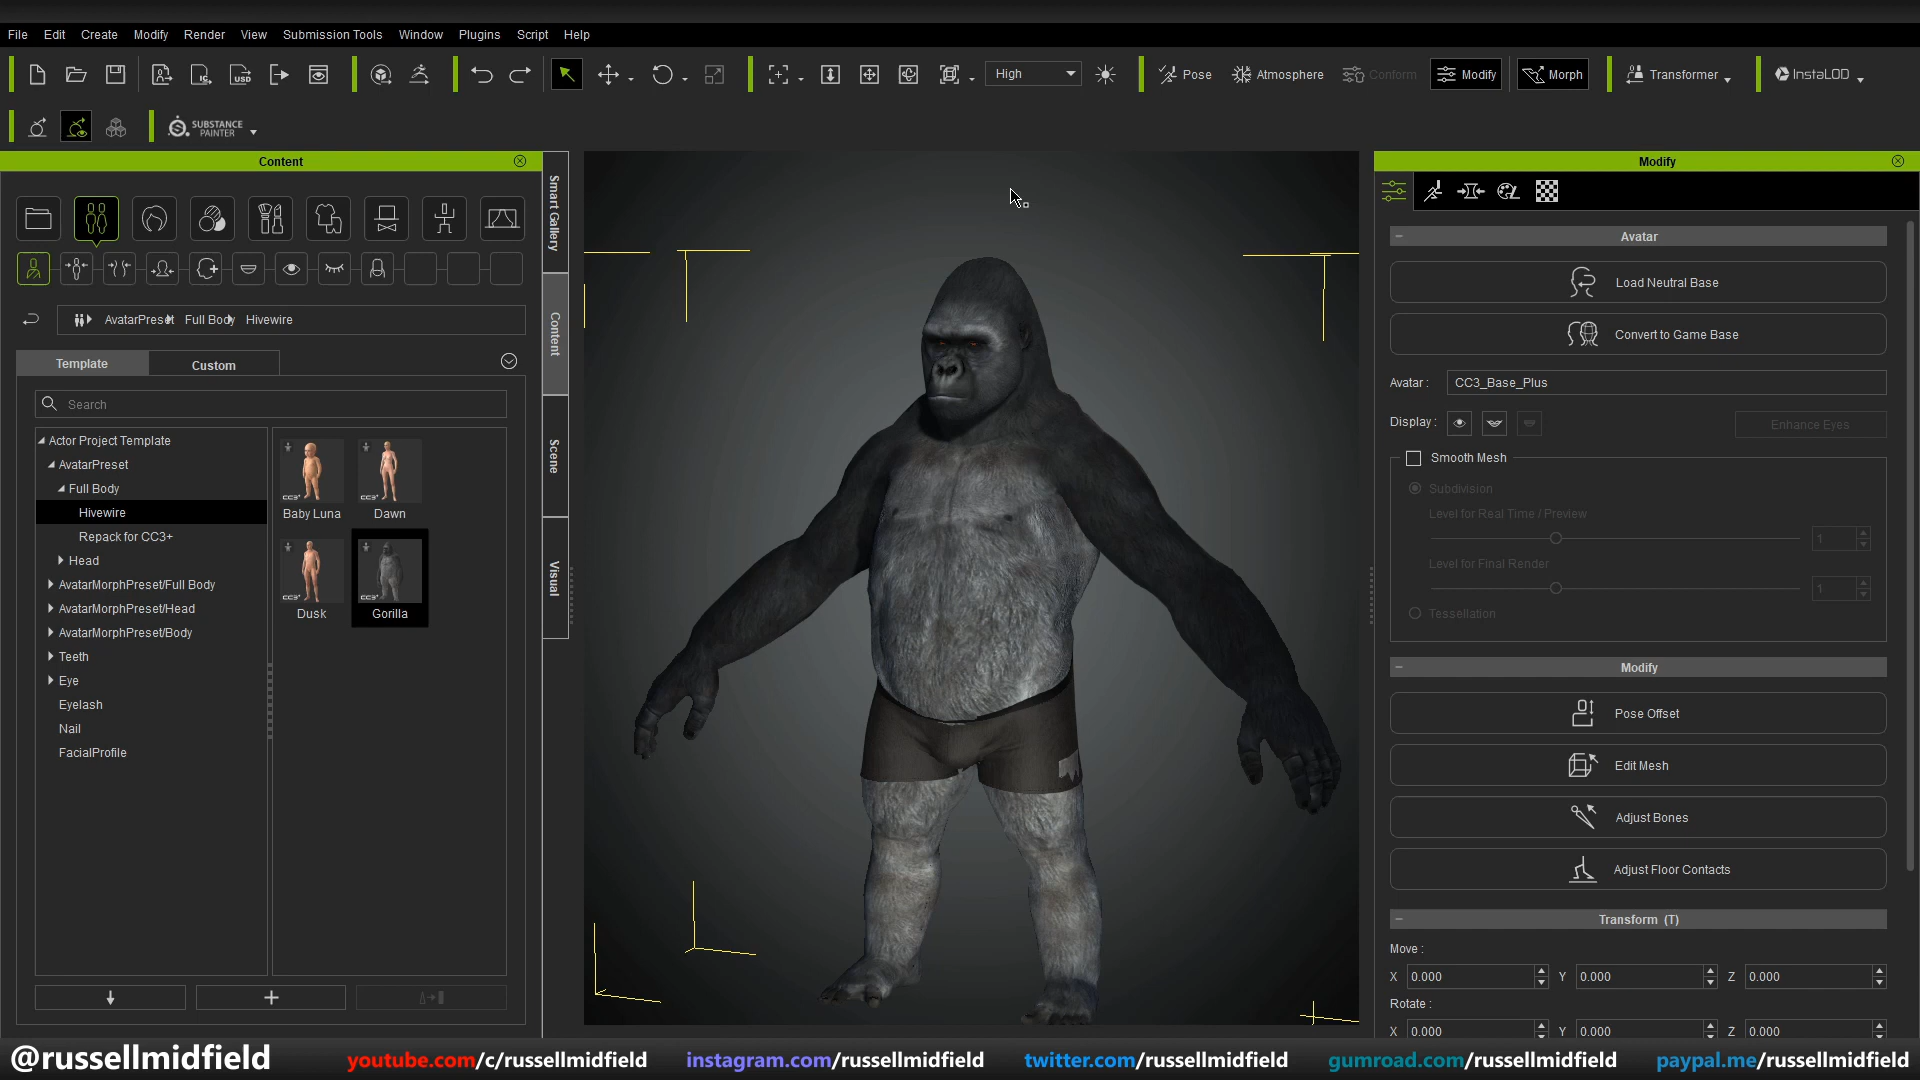 File Edit Create Modify Render View Submission Tools Window Plugins Script Help
High Pose Atmosphere Conform Modify Morph Transformer InstaLOD
SUBSTANCE PAINTER
Content
Smart Gallery
Content
Scene
Visual
AvatarPreset Full Body Hivewire
Template Custom
Search
Actor Project Template
AvatarPreset
Full Body
Hivewire
Repack for CC3+
Head
AvatarMorphPreset/Full Body
AvatarMorphPreset/Head
AvatarMorphPreset/Body
Teeth
Eye
Eyelash
Nail
FacialProfile
CC3+ CC3+
Baby Luna Dawn
CC3+ CC3+
Dusk Gorilla
Modify
Avatar
Load Neutral Base
Convert to Game Base
Avatar : CC3_Base_Plus
Display : Enhance Eyes
Smooth Mesh
Subdivision
Level for Real Time / Preview
1
Level for Final Render
1
Tessellation
Modify
Pose Offset
Edit Mesh
Adjust Bones
Adjust Floor Contacts
Transform (T)
Move :
X 0.000 Y 0.000 Z 0.000
Rotate :
X 0.000 Y 0.000 Z 0.000
@russellmidfield youtube.com/c/russellmidfield instagram.com/russellmidfield twitter.com/russellmidfield gumroad.com/russellmidfield paypal.me/russellmidfield